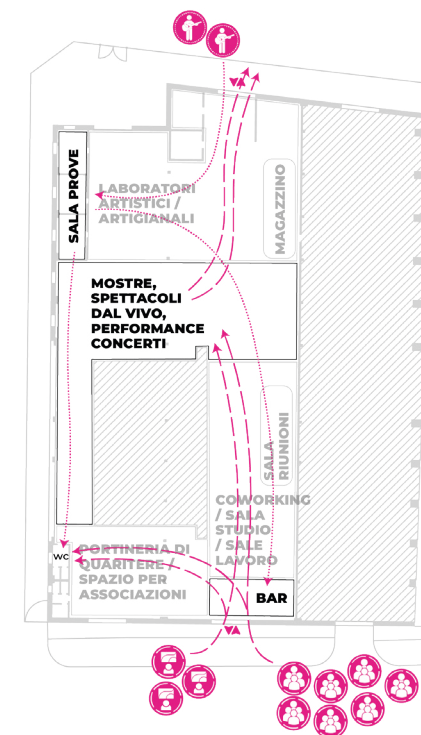 SALA PROVE
LABORATORI
ARTISTICI /
ARTIGIANALI
MAGAZZINO
MOSTRE,
SPETTACOLI
DAL VIVO,
PERFORMANCE
CONCERTI
SALA
RIUNIONI
COWORKING
/ SALA
STUDIO
/ SALE
LAVORO
WC
PORTINERIA DI
QUARITERE /
SPAZIO PER
ASSOCIAZIONI
BAR